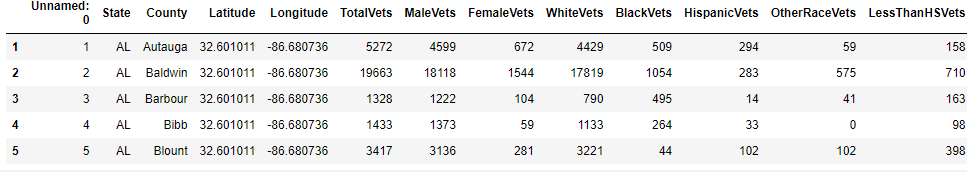 Unnamed: 0 State County Latitude Longitude TotalVets MaleVets FemaleVets WhiteVets BlackVets HispanicVets OtherRaceVets LessThanHSVets
1 1 AL Autauga 32.601011 -86.680736 5272 4599 672 4429 509 294 59 158
2 2 AL Baldwin 32.601011 -86.680736 19663 18118 1544 17819 1054 283 575 710
3 3 AL Barbour 32.601011 -86.680736 1328 1222 104 790 495 14 41 163
4 4 AL Bibb 32.601011 -86.680736 1433 1373 59 1133 264 33 0 98
5 5 AL Blount 32.601011 -86.680736 3417 3136 281 3221 44 102 102 398